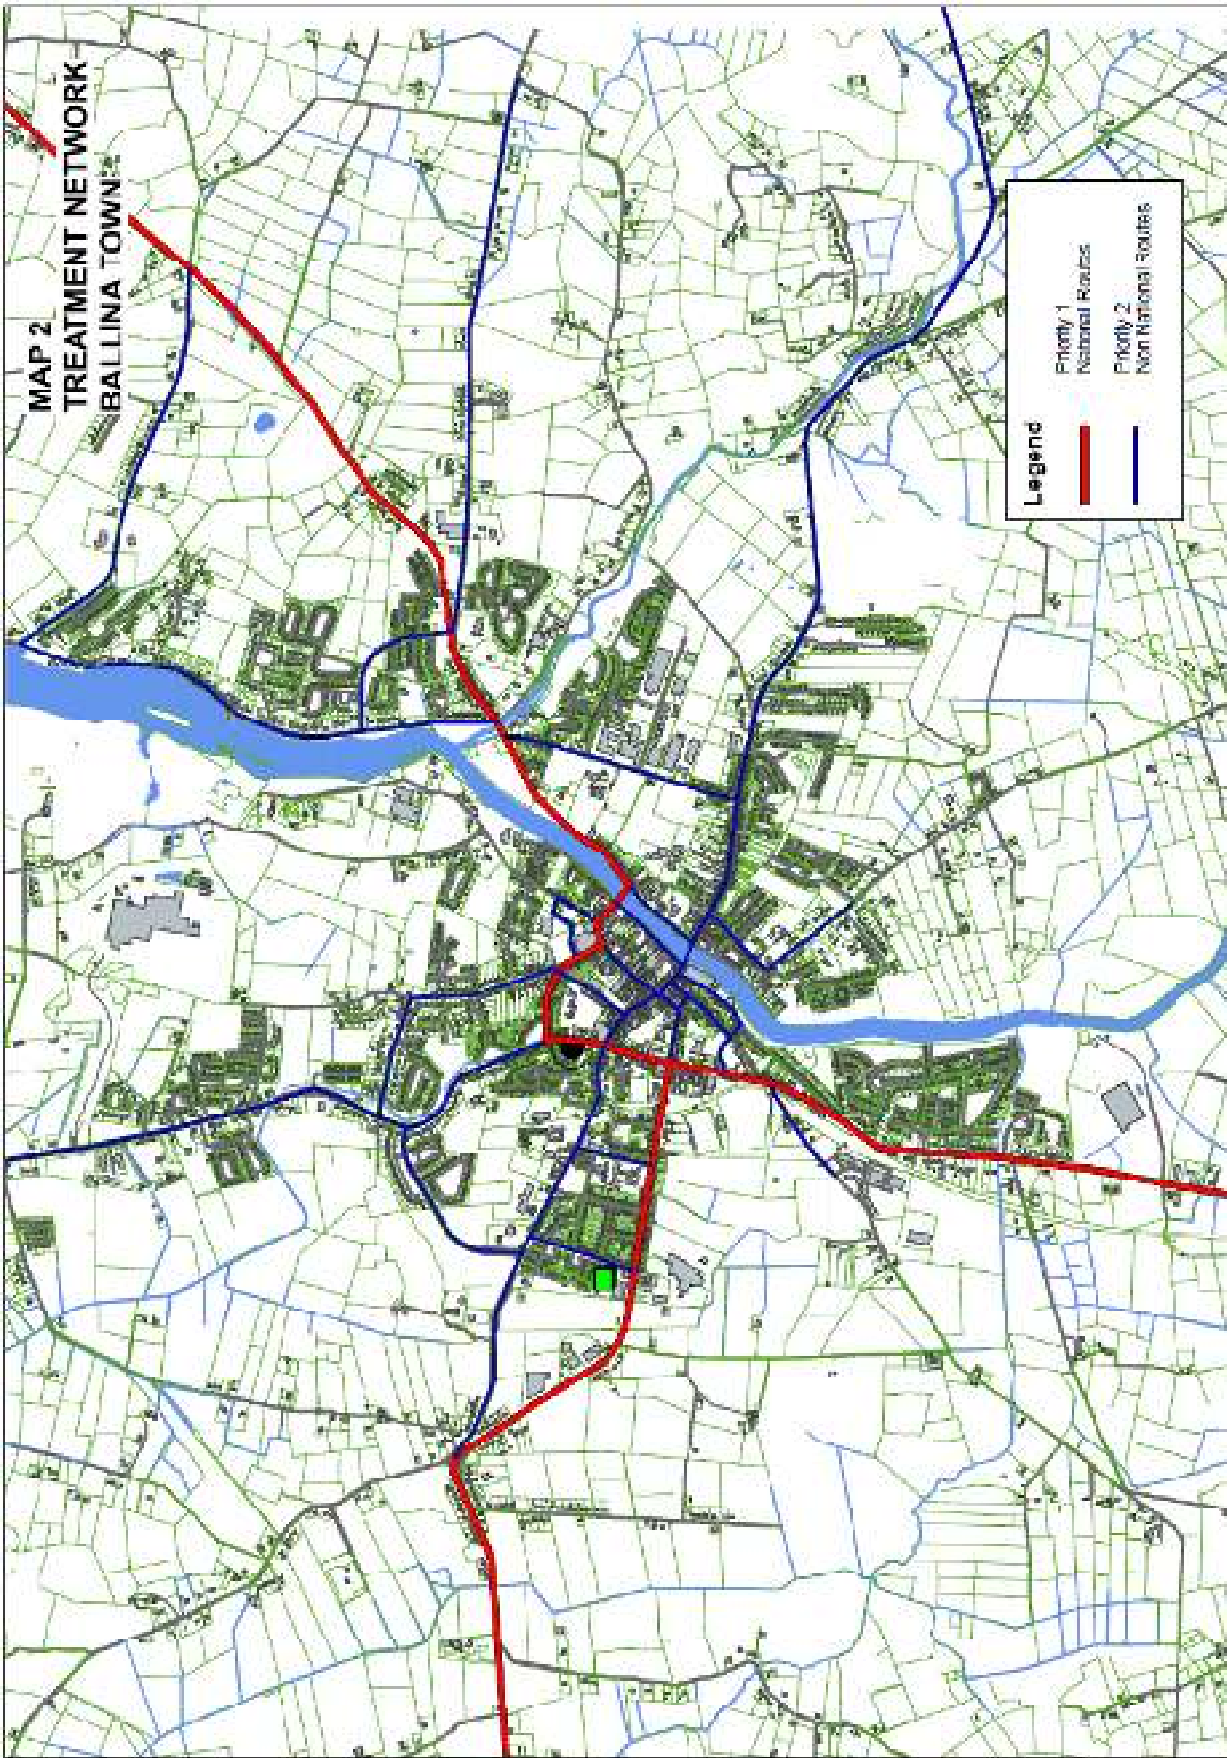 MAP 2
TREATMENT NETWORK
BALLINA TOWN
Legend
Priority 1
National Routes
Priority 2
Non National Routes